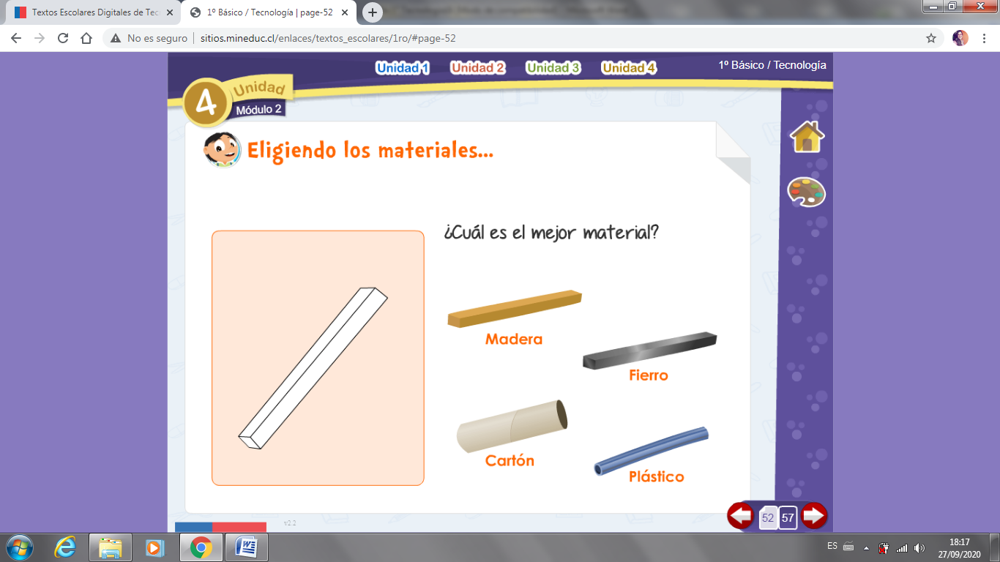 Textos Escolares Digitales de Tec
1º Básico / Tecnología | page-52
No es seguro
sitios.mineduc.cl/enlaces/textos_escolares/1ro/#page-52
Unidad 1
Unidad 2
Unidad 3
Unidad 4
1º Básico / Tecnología
4
Unidad
Módulo 2
Eligiendo los materiales...
¿Cuál es el mejor material?
Madera
Fierro
Cartón
Plástico
52
57
v2.2
ES
18:17
27/09/2020